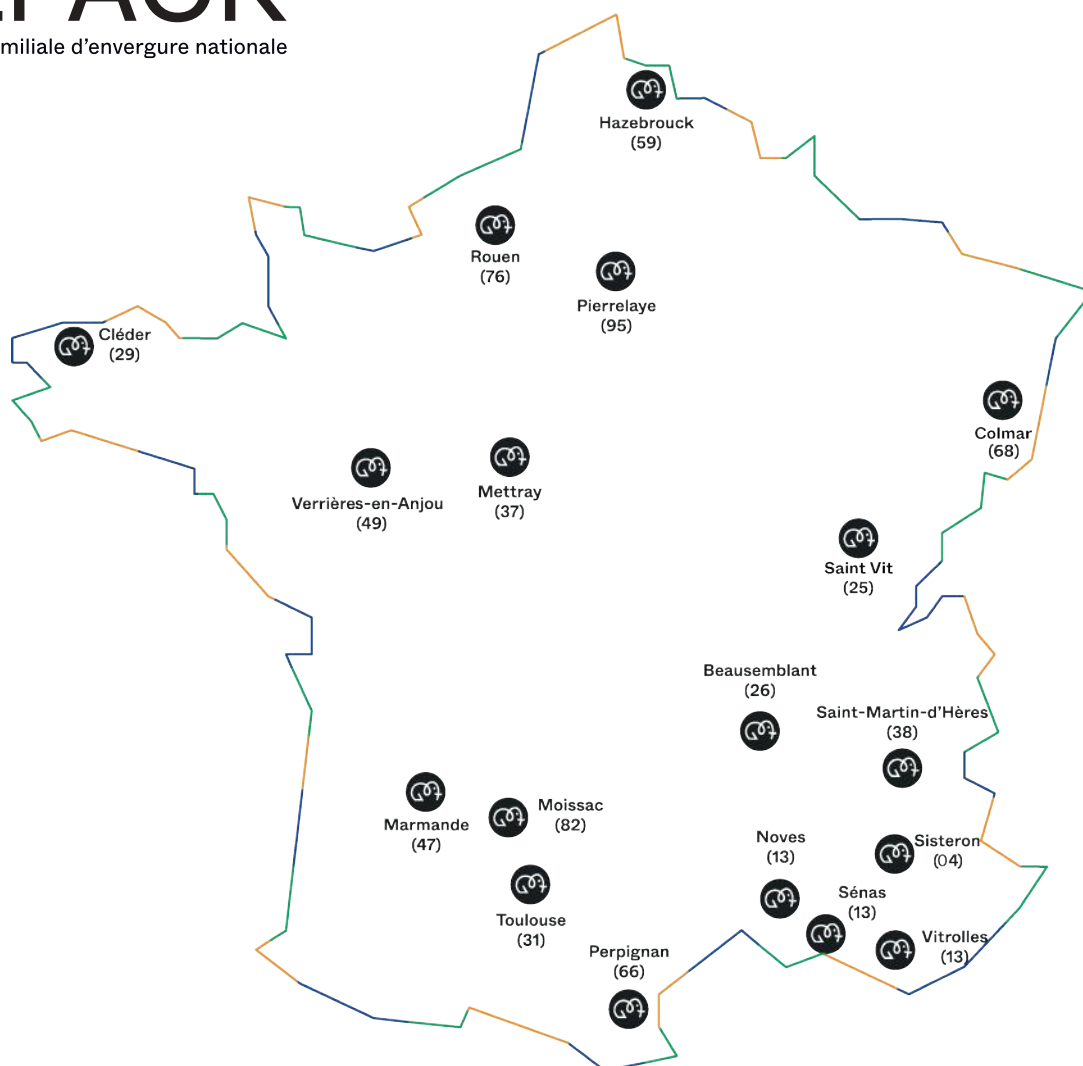 miliale d’envergure nationale
Hazebrouck
(59)
Rouen
(76)
Pierrelaye
(95)
Cléder
(29)
Colmar
(68)
Verrières-en-Anjou
(49)
Mettray
(37)
Saint Vit
(25)
Beausemblant
(26)
Saint-Martin-d’Hères
(38)
Marmande
(47)
Moissac
(82)
Noves
(13)
Sisteron
(04)
Sénas
(13)
Toulouse
(31)
Vitrolles
(13)
Perpignan
(66)